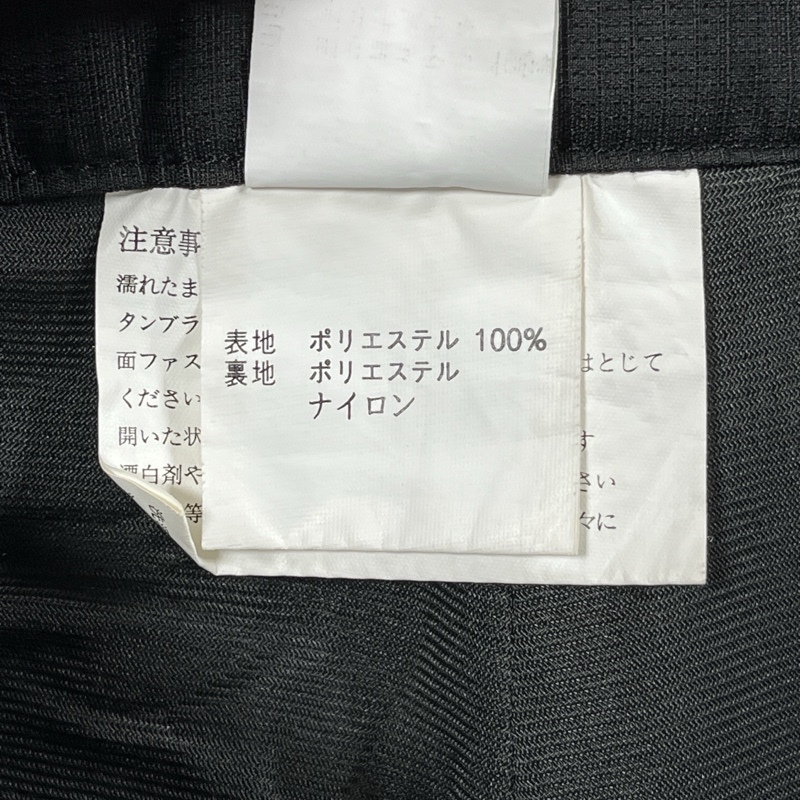 注意事
濡れたま
タンブラ
面ファス
ください
開いた状
漂白剤や
等
表地 ポリエステル 100%
裏地 ポリエステル
ナイロン
はとじて
す
さい
々に